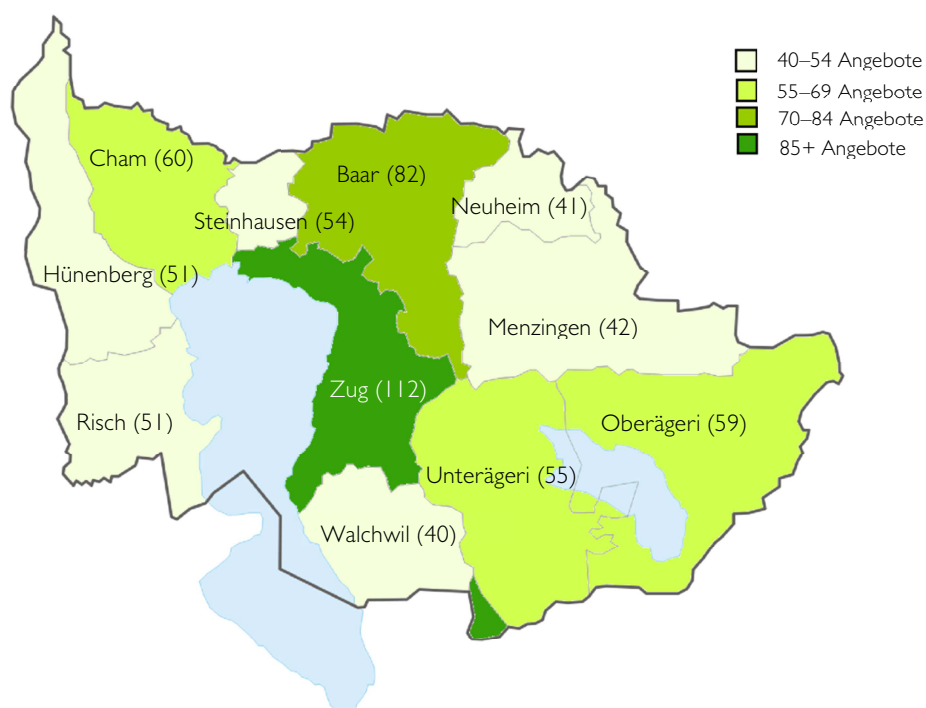 40–54 Angebote
55–69 Angebote
70–84 Angebote
85+ Angebote
Cham (60)
Baar (82)
Steinhausen (54)
Neuheim (41)
Hünenberg (51)
Menzingen (42)
Zug (112)
Risch (51)
Oberägeri (59)
Unterägeri (55)
Walchwil (40)